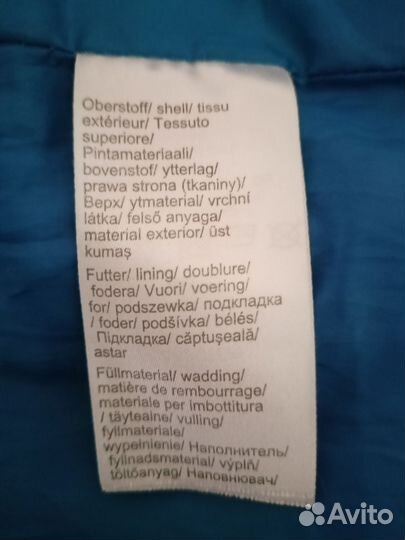 Oberstoff/ shell/ tissu
extérieur/ Tessuto
superiore/
Pintamateriaali/
bovenstof/ ytterlag/
prawa strona (tkaniny)/
Верх/ ytmaterial/ vrchní
látka/ felső anyaga/
material exterior/ üst
kumaş
Futter/ lining/ doublure/
fodera/ Vuori/ voering/
for/ podszewka/ подкладка
/ foder/ podšívka/ bélés/
Підкладка/ căptuşeală/
astar
Füllmaterial/ wadding/
matière de rembourrage/
materiale per imbottitura
/ täyteaine/ vulling/
fyllmateriale/
wypełnienie/ Наполнитель/
fyllnadsmaterial/ výplň/
töltőanyag/ Наповнювач/
Avito